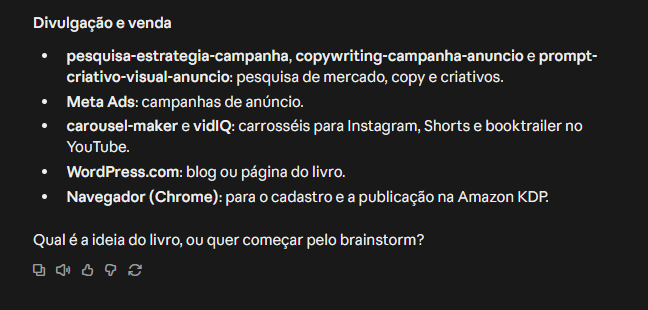 Divulgação e venda
• pesquisa-estrategia-campanha, copywriting-campanha-anuncio e prompt-
criativo-visual-anuncio: pesquisa de mercado, copy e criativos.
• Meta Ads: campanhas de anúncio.
• carousel-maker e vidIQ: carrosséis para Instagram, Shorts e booktrailer no
YouTube.
• WordPress.com: blog ou página do livro.
• Navegador (Chrome): para o cadastro e a publicação na Amazon KDP.
Qual é a ideia do livro, ou quer começar pelo brainstorm?